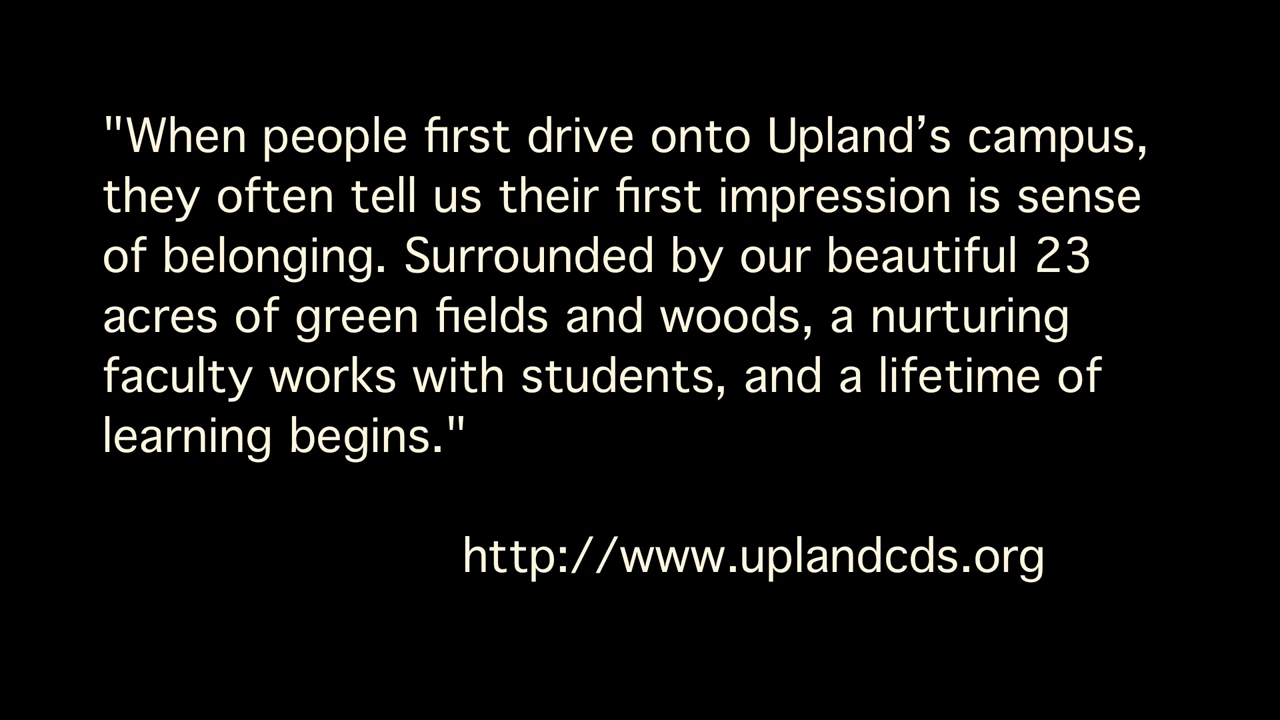 "When people first drive onto Upland’s campus,
they often tell us their first impression is sense
of belonging. Surrounded by our beautiful 23
acres of green fields and woods, a nurturing
faculty works with students, and a lifetime of
learning begins."
http://www.uplandcds.org